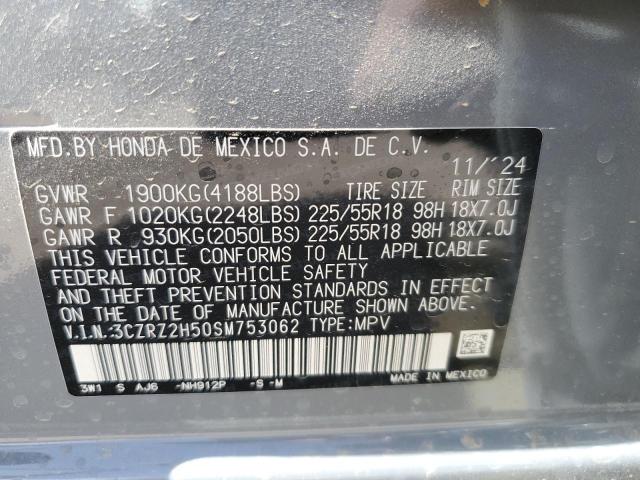 MFD.BY HONDA DE MEXICO S.A. DE C.V. 11/'24
GVWR 1900KG(4188LBS) TIRE SIZE RIM SIZE
GAWR F 1020KG(2248LBS) 225/55R18 98H 18X7.0J
GAWR R 930KG(2050LBS) 225/55R18 98H 18X7.0J
THIS VEHICLE CONFORMS TO ALL APPLICABLE
FEDERAL MOTOR VEHICLE SAFETY
AND THEFT PREVENTION STANDARDS IN EFFECT
ON THE DATE OF MANUFACTURE SHOWN ABOVE.
V.I.N.:3CZRZ2H50SM753062 TYPE:MPV
3W1 S AJ6 -NH912P -S -M
MADE IN MEXICO